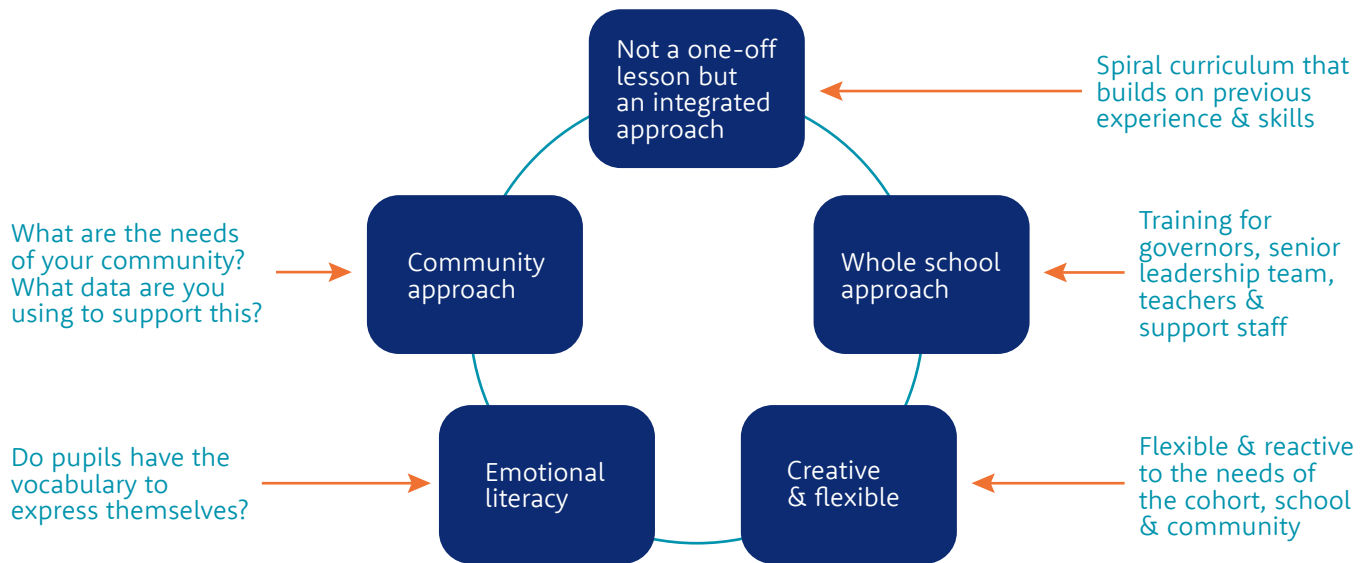 Not a one-off
lesson but
an integrated
approach
Spiral curriculum that
builds on previous
experience & skills
What are the needs
of your community?
What data are you
using to support this?
Community
approach
Whole school
approach
Training for
governors, senior
leadership team,
teachers &
support staff
Do pupils have the
vocabulary to
express themselves?
Emotional
literacy
Creative
& flexible
Flexible & reactive
to the needs of
the cohort, school
& community